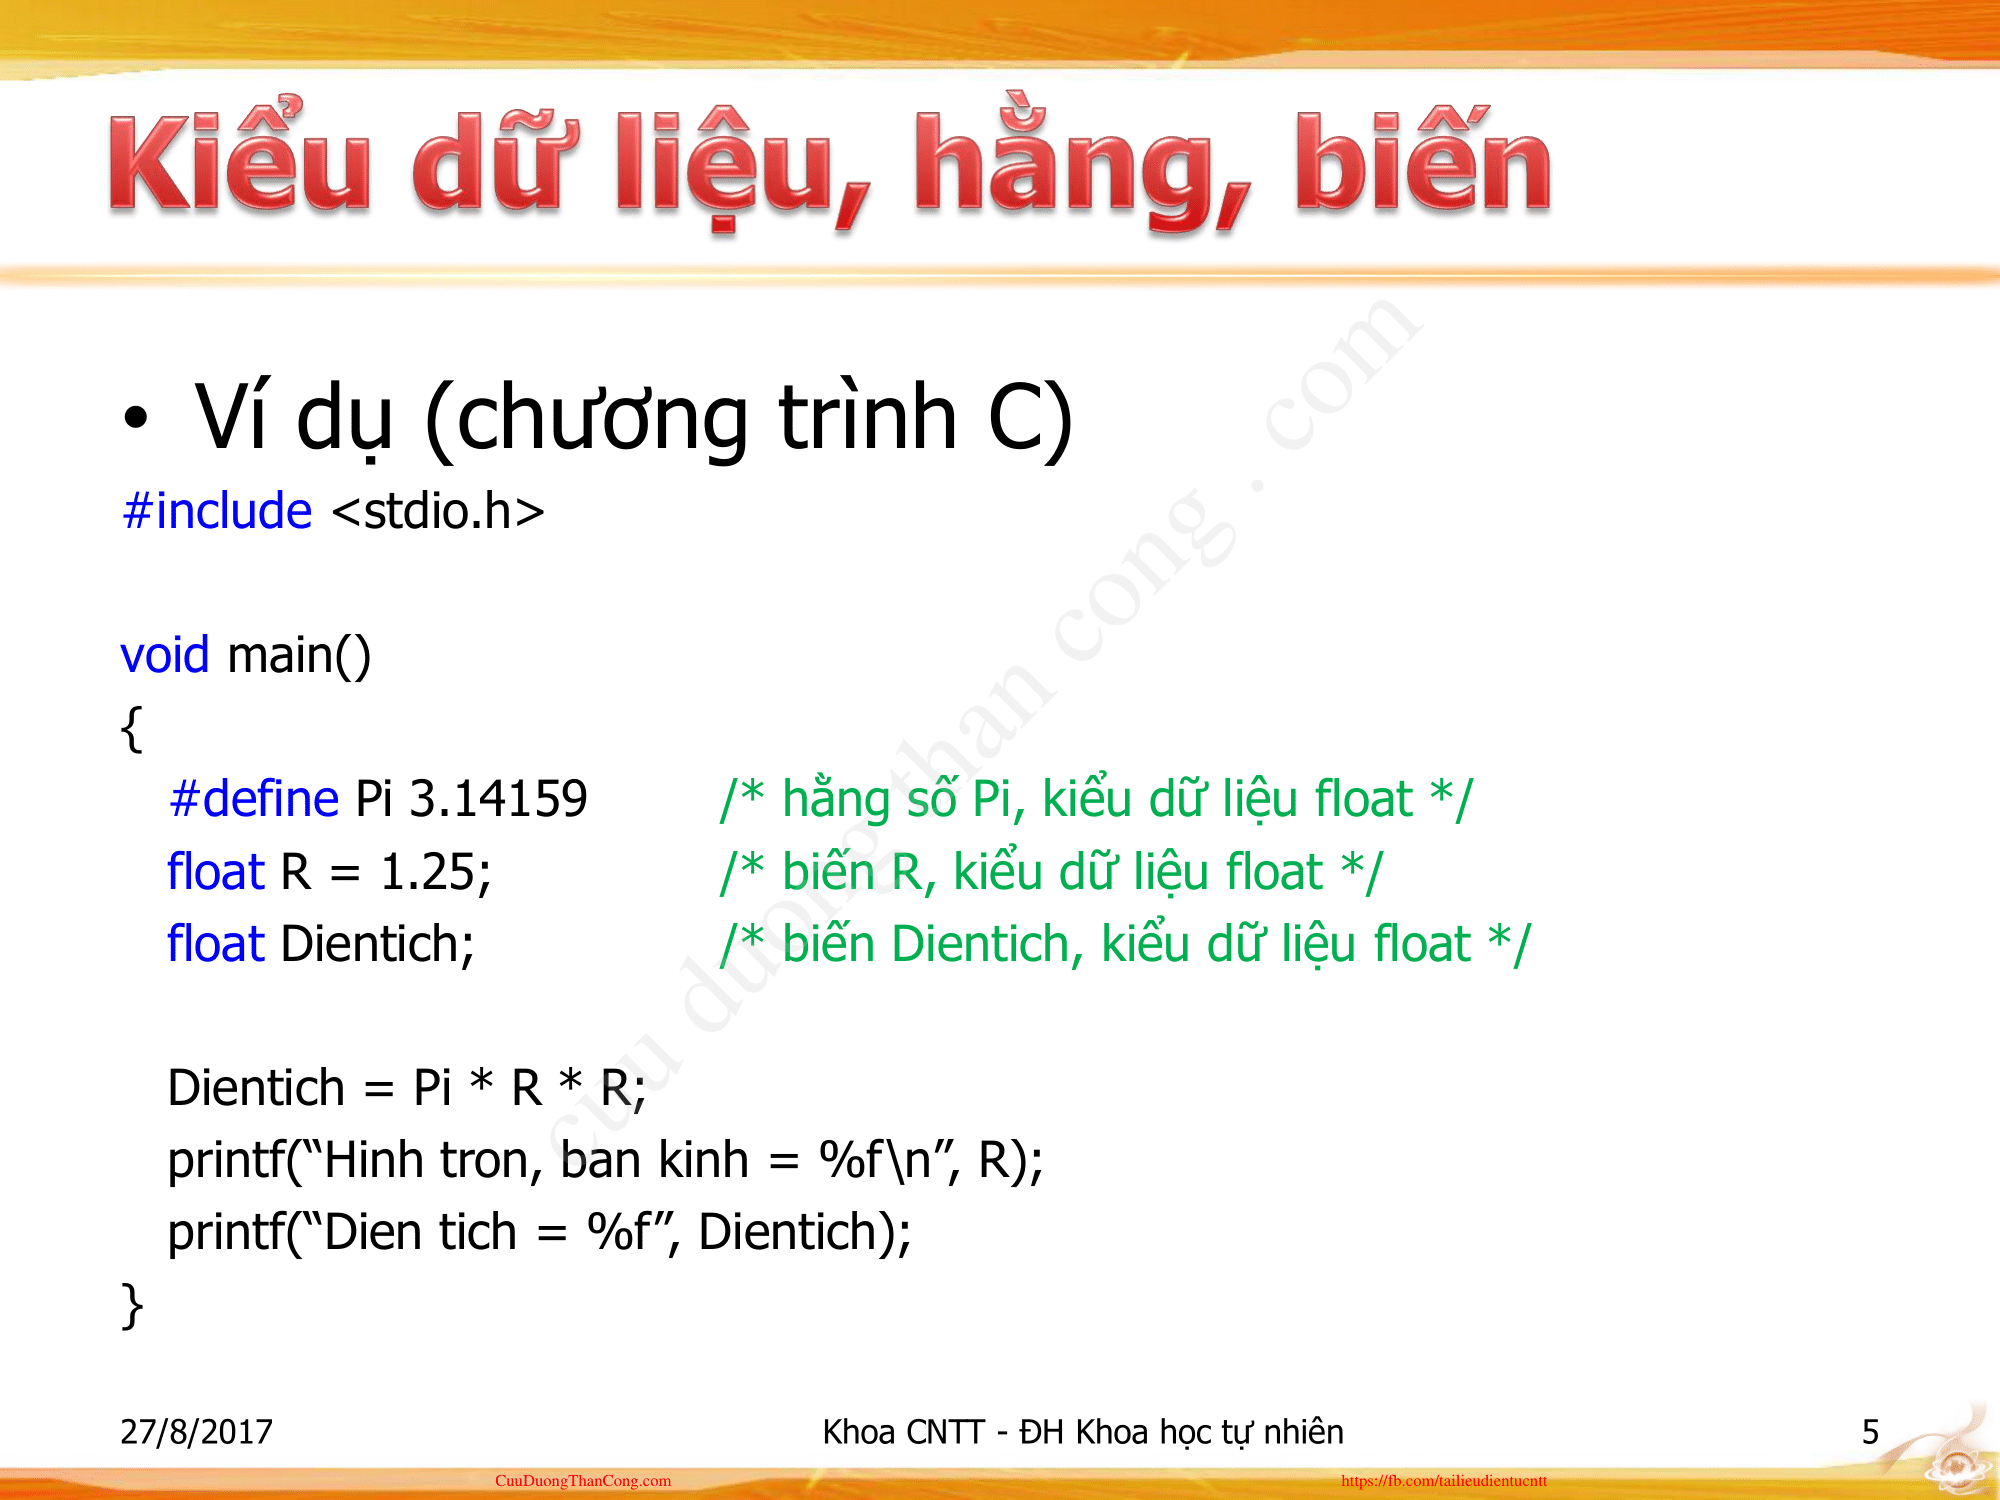 Kiểu dữ liệu, hằng, biến
• Ví dụ (chương trình C)
#include <stdio.h>
void main()
{
#define Pi 3.14159 /* hằng số Pi, kiểu dữ liệu float */
float R = 1.25; /* biến R, kiểu dữ liệu float */
float Dientich; /* biến Dientich, kiểu dữ liệu float */
Dientich = Pi * R * R;
printf(“Hinh tron, ban kinh = %f\n”, R);
printf(“Dien tich = %f”, Dientich);
}
cuu duong than cong . com
27/8/2017 Khoa CNTT - ĐH Khoa học tự nhiên 5
CuuDuongThanCong.com https://fb.com/tailieudientucntt